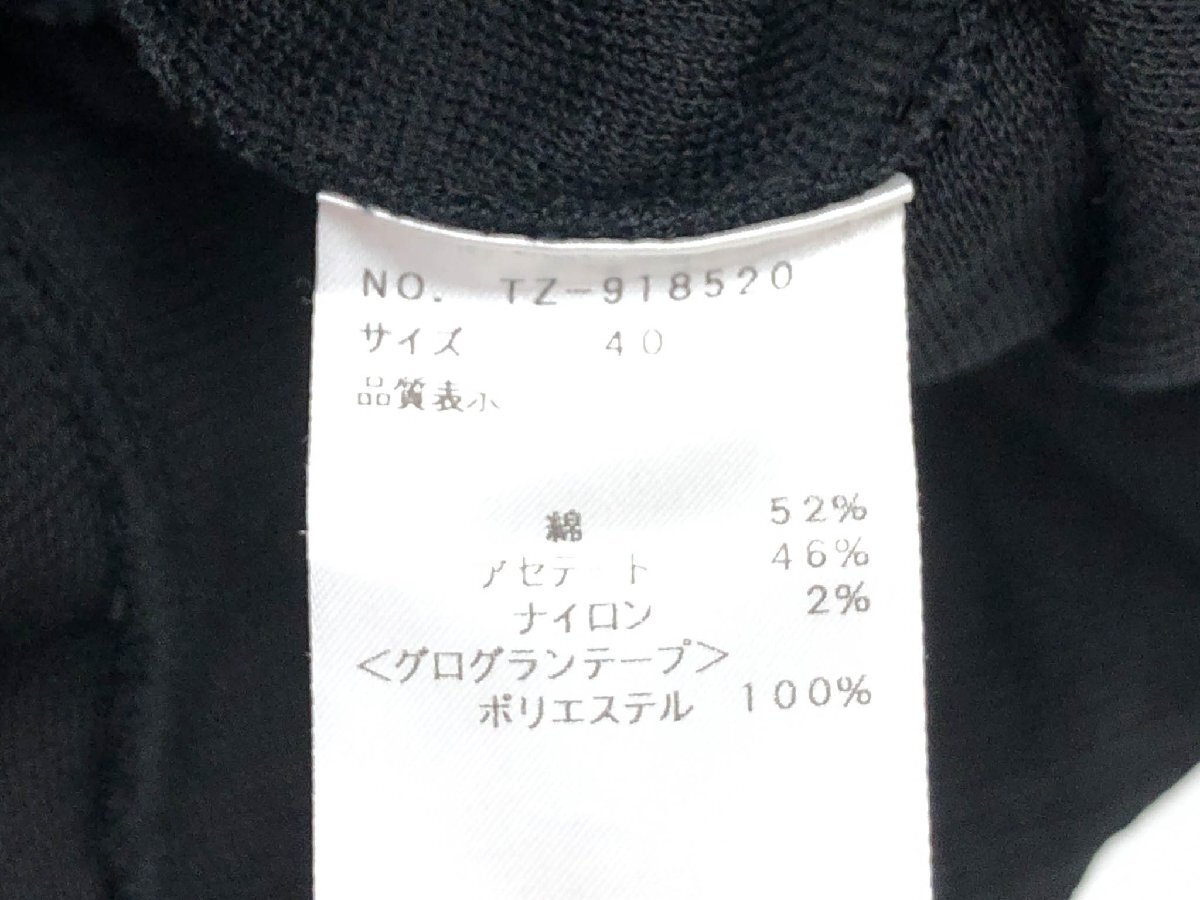 NO. TZ-918520
サイズ 40
品質表示
綿 52%
アセテート 46%
ナイロン 2%
<グログランテープ>
ポリエステル 100%